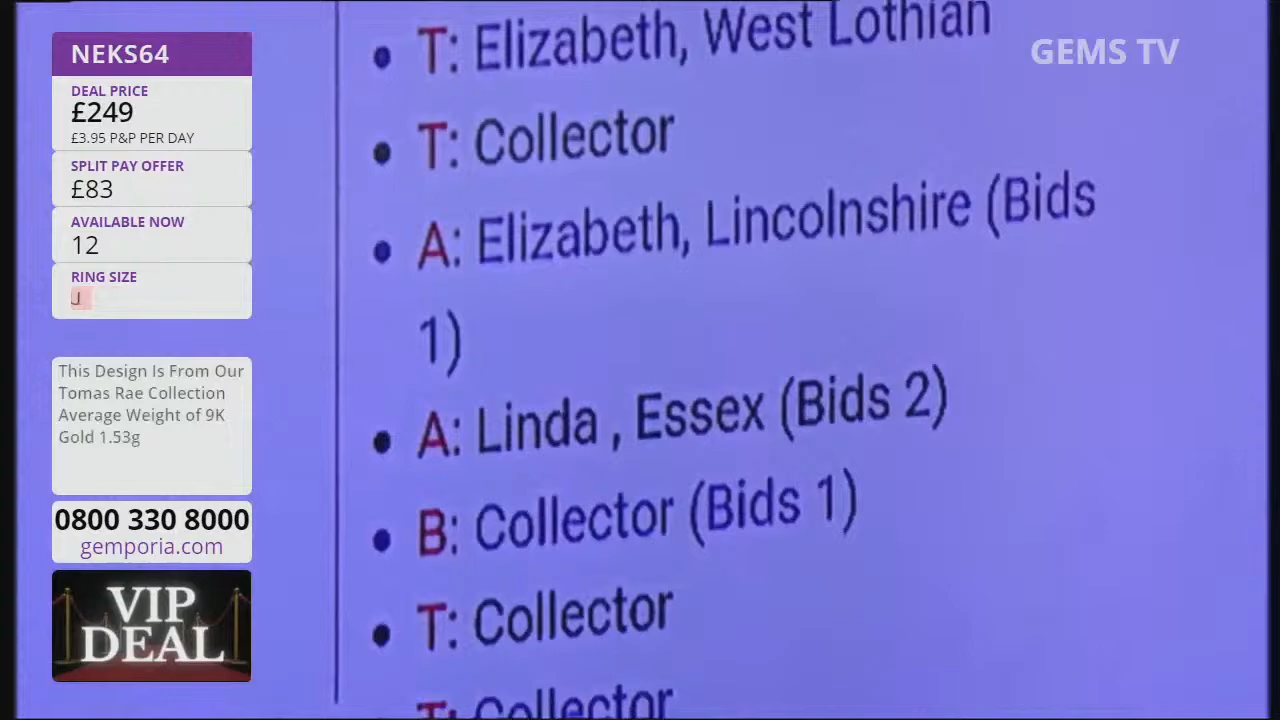 NEKS64
DEAL PRICE
£249
£3.95 P&P PER DAY
SPLIT PAY OFFER
£83
AVAILABLE NOW
12
RING SIZE
J
This Design Is From Our
Tomas Rae Collection
Average Weight of 9K
Gold 1.53g
0800 330 8000
gemporia.com
VIP
DEAL
GEMS TV
• T: Elizabeth, West Lothian
• T: Collector
• A: Elizabeth, Lincolnshire (Bids
1)
• A: Linda , Essex (Bids 2)
• B: Collector (Bids 1)
• T: Collector
T: Collector